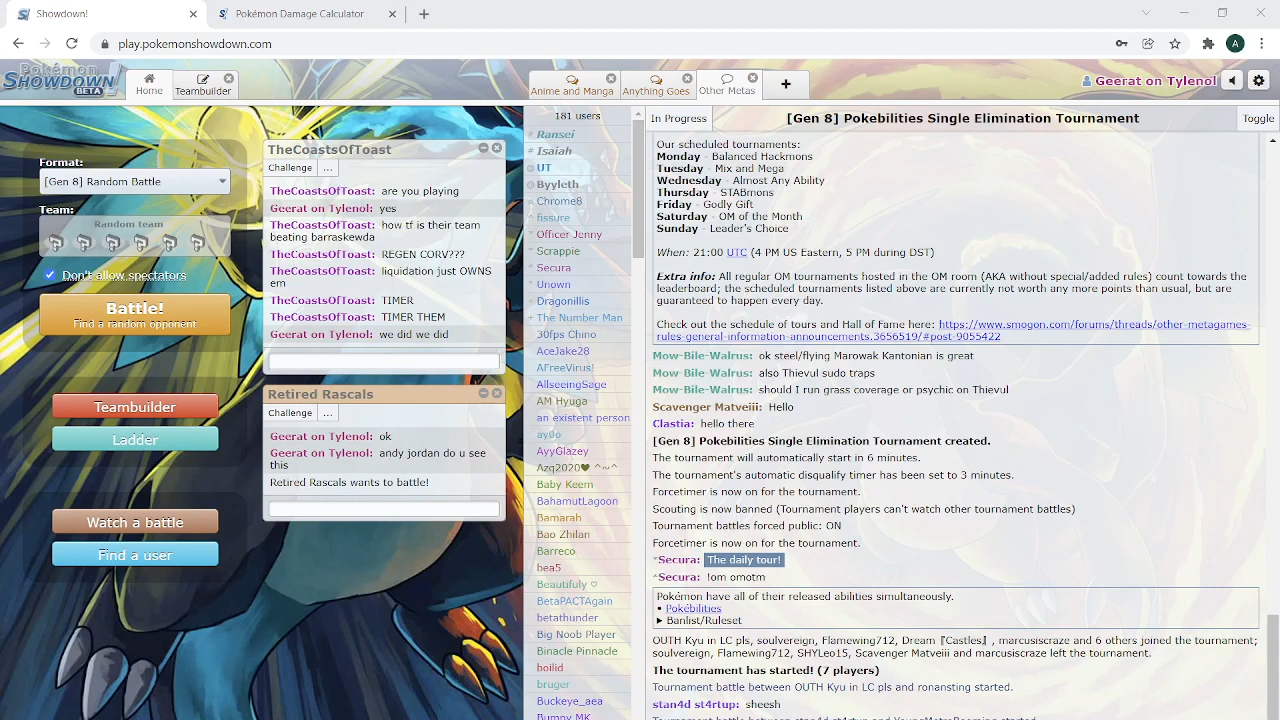 Showdown!
Pokémon Damage Calculator
play.pokemonshowdown.com
A
Pokémon
SHOWDOWN!
BETA
Home
Teambuilder
Anything Goes
Anime and Manga
Other Metas
Geerat on Tylenol
Format:
[Gen 8] Random Battle
Team:
Random team
Don't allow spectators
Battle!
Find a random opponent
Teambuilder
Ladder
Watch a battle
Find a user
TheCoastsOfToast
Challenge
...
TheCoastsOfToast: are you playing
Geerat on Tylenol: yes
TheCoastsOfToast: how tf is their team
beating barraskewda
TheCoastsOfToast: REGEN CORV???
TheCoastsOfToast: liquidation just OWNS
em
TheCoastsOfToast: TIMER
TheCoastsOfToast: TIMER THEM
Geerat on Tylenol: we did we did
Retired Rascals
Challenge
...
Geerat on Tylenol: ok
Geerat on Tylenol: andy jordan do u see
this
Retired Rascals wants to battle!
181 users
# Ransei
# Isaiah
@ UT
@ Byyleth
* Chrome8
* fissure
* Officer Jenny
* Scrappie
^ Secura
* Unown
+ Dragonillis
+ The Number Man
30fps Chino
AceJake28
AFreeVirus!
AllseeingSage
AM Hyuga
an existent person
aydo
AyyGlazey
Azq2020♥ ^~^
Baby Keem
BahamutLagoon
Bamarah
Bao Zhilan
Barreco
bea5
Beautifuly ♡
BetaPACTAgain
betathunder
Big Noob Player
Binacle Pinnacle
boilid
bruger
Buckeye_aea
Bunny MK
In Progress
[Gen 8] Pokebilities Single Elimination Tournament
Toggle
Our scheduled tournaments:
Monday - Balanced Hackmons
Tuesday - Mix and Mega
Wednesday - Almost Any Ability
Thursday - STABmons
Friday - Godly Gift
Saturday - OM of the Month
Sunday - Leader's Choice
When: 21:00 UTC (4 PM US Eastern, 5 PM during DST)
Extra info: All regular OM tournaments listed in the OM room (AKA without special/added rules) count towards the
leaderboard; the scheduled tournaments listed above are currently not worth any more points than usual, but are
guaranteed to happen every day.
Check out the schedule of tours and Hall of Fame here: https://www.smogon.com/forums/threads/other-metagames-
rules-general-information-announcements.3656519/#post-9055422
Mow-Bile-Walrus: ok steel/flying Marowak Kantonian is great
Mow-Bile-Walrus: also Thievul sudo traps
Mow-Bile-Walrus: should I run grass coverage or psychic on Thievul
Scavenger Matveiii: Hello
Clastia: hello there
[Gen 8] Pokebilities Single Elimination Tournament created.
The tournament will automatically start in 6 minutes.
The tournament's automatic disqualify timer has been set to 3 minutes.
Forcetimer is now on for the tournament.
Scouting is now banned (Tournament players can't watch other tournament battles)
Tournament battles forced public: ON
Forcetimer is now on for the tournament.
^Secura: The daily tour!
^Secura: !om omotm
Pokémon have all of their released abilities simultaneously.
• Pokébilities
► Banlist/Ruleset
OUTH Kyu in LC pls, soulvereign, Flamewing712, Dream『Castles』, marcusiscraze and 6 others joined the tournament;
soulvereign, Flamewing712, SHYLeo15, Scavenger Matveiii and marcusiscraze left the tournament.
The tournament has started! (7 players)
Tournament battle between OUTH Kyu in LC pls and ronansting started.
stan4d st4rtup: sheesh
Tournament battle between stan4d st4rtup and YoungMetroBooming started.